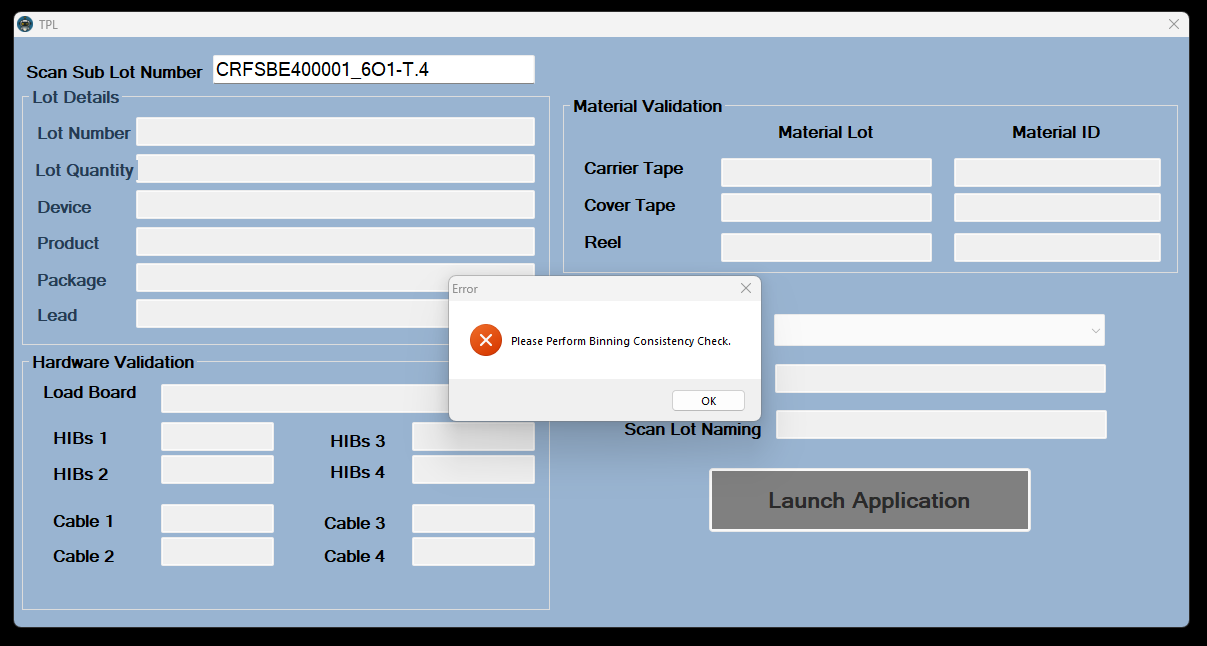 TPL
Scan Sub Lot Number CRFSBE400001_6O1-T.4
Lot Details
Lot Number
Lot Quantity
Device
Product
Package
Lead
Hardware Validation
Load Board
HIBs 1
HIBs 2
HIBs 3
HIBs 4
Cable 1
Cable 2
Cable 3
Cable 4
Material Validation
Material Lot Material ID
Carrier Tape
Cover Tape
Reel
Error
Please Perform Binning Consistency Check.
OK
Scan Lot Naming
Launch Application